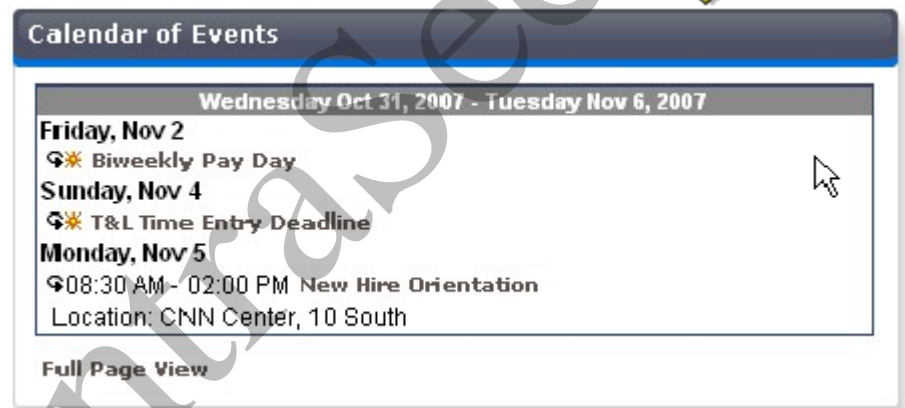 Calendar of Events
Wednesday Oct 31, 2007 - Tuesday Nov 6, 2007
Friday, Nov 2
Biweekly Pay Day
Sunday, Nov 4
T&L Time Entry Deadline
Monday, Nov 5
08:30 AM - 02:00 PM New Hire Orientation
Location: CNN Center, 10 South
Full Page View